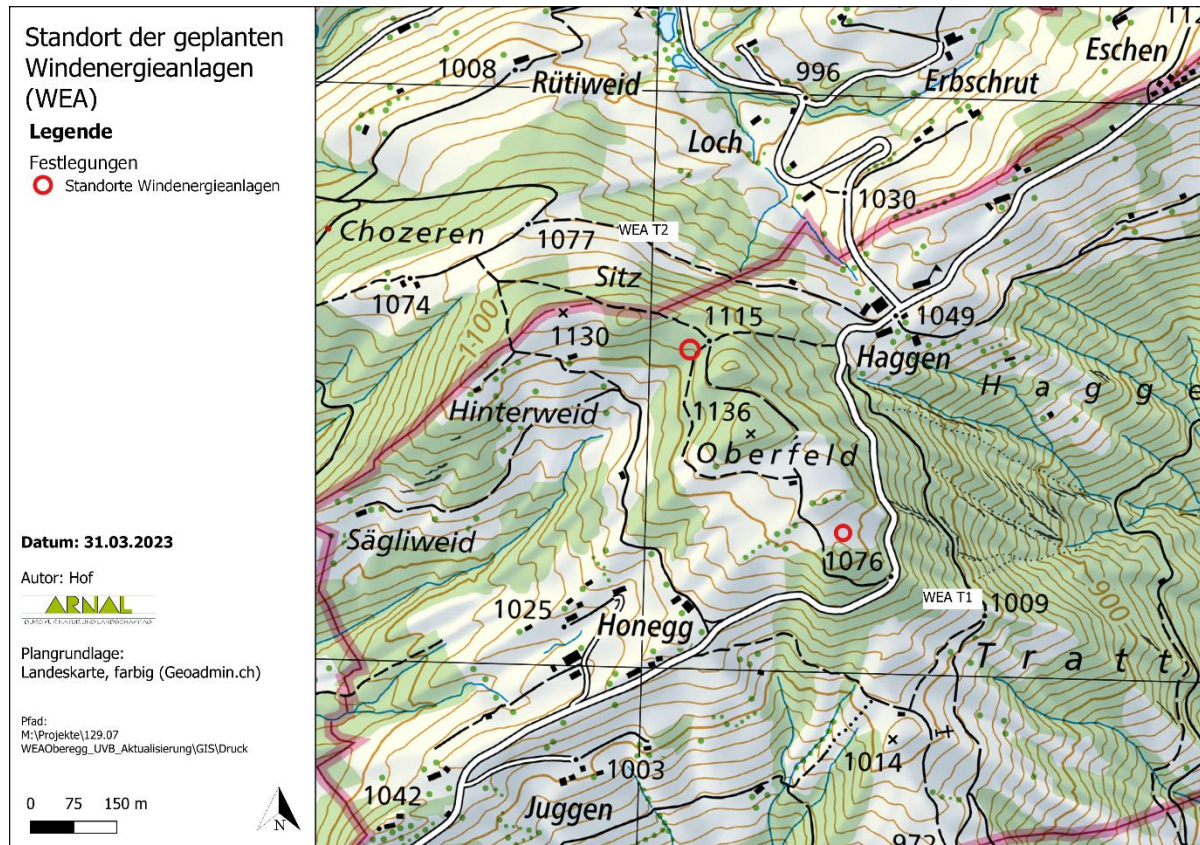 Standort der geplanten
Windenergieanlagen
(WEA)
Legende
Festlegungen
Standorte Windenergieanlagen
Datum: 31.03.2023
Autor: Hof
ARNAL
Plangrundlage:
Landeskarte, farbig (Geoadmin.ch)
Pfad:
M:\Projekte\129.07
WEAOberegg_UVB_Aktualisierung\GIS\Druck
0 75 150 m
N
1008
Rütiweid
996
Erbschrut
Eschen
Loch
1030
Chozeren
1077
WEA T2
Sitz
1074
1100
1130
1115
1049
Haggen
Hinterweid
1136
Oberfeld
Sägliweid
1076
WEA T1
1009
900
1025
Honegg
Tratt
1014
1003
1042
Juggen
972